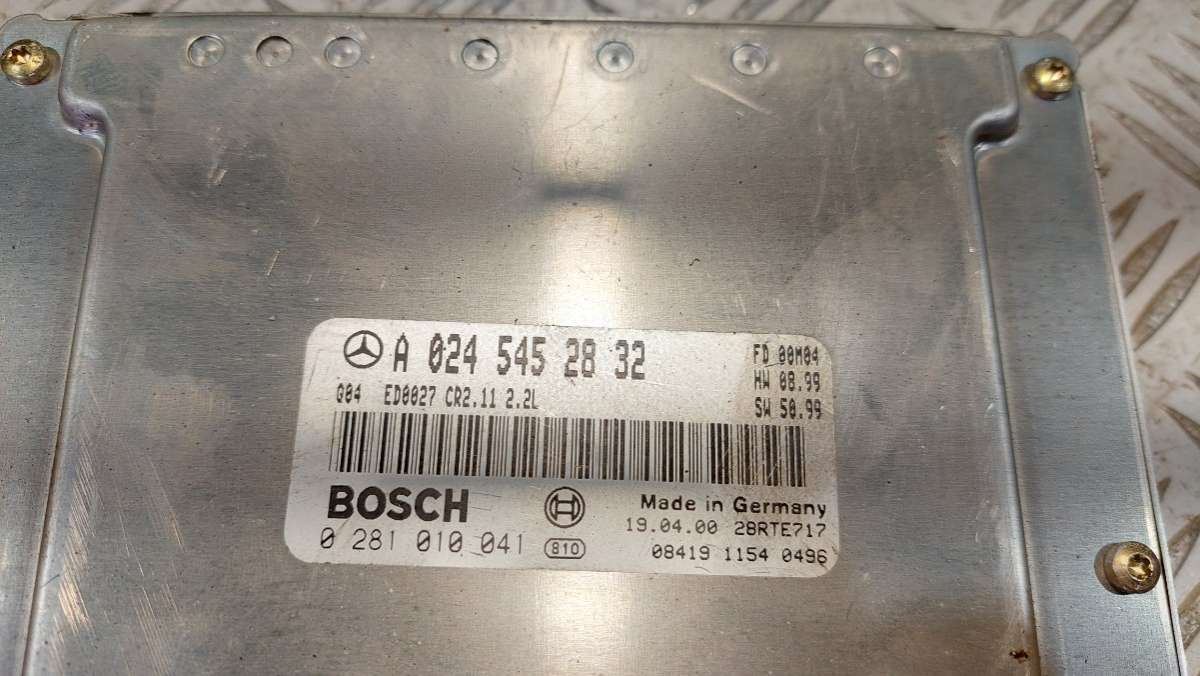 A 024 545 28 32
FD 00M04
HW 08.99
G04 ED0027 CR2.11 2.2L
SW 50.99
BOSCH
Made in Germany
19.04.00 28RTE717
0 281 010 041 810
08419 1154 0496